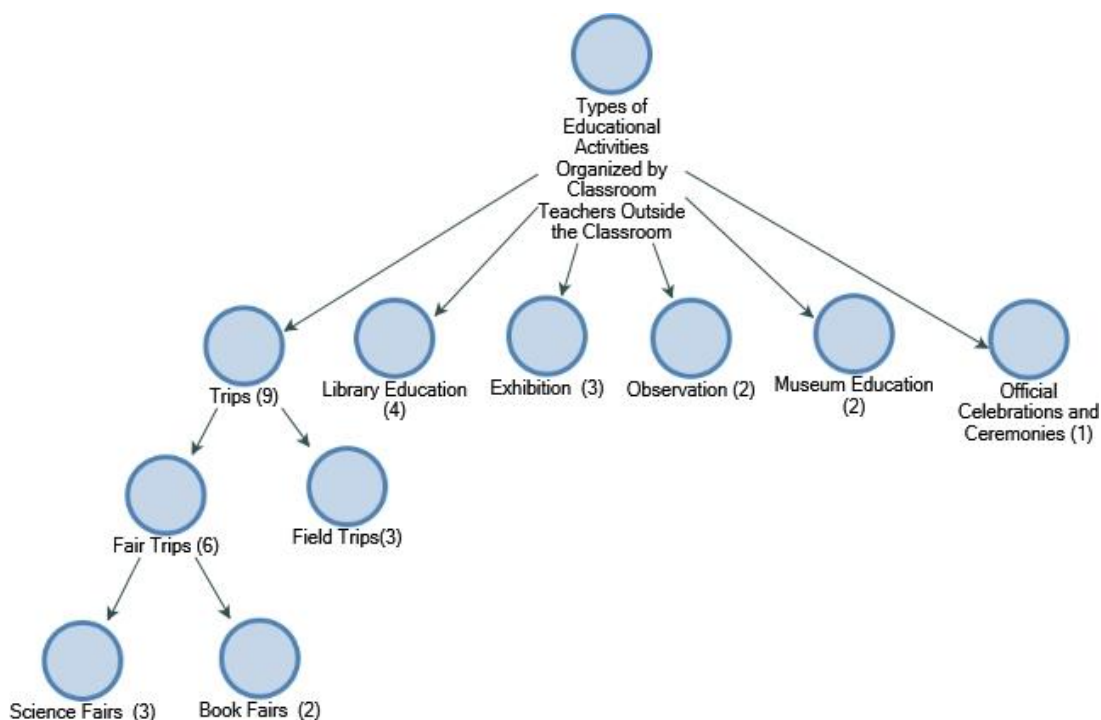 Types of
Educational
Activities
Organized by
Classroom
Teachers Outside
the Classroom
Trips (9)
Library Education
(4)
Exhibition (3)
Observation (2)
Museum Education
(2)
Official
Celebrations and
Ceremonies (1)
Fair Trips (6)
Field Trips(3)
Science Fairs (3)
Book Fairs (2)